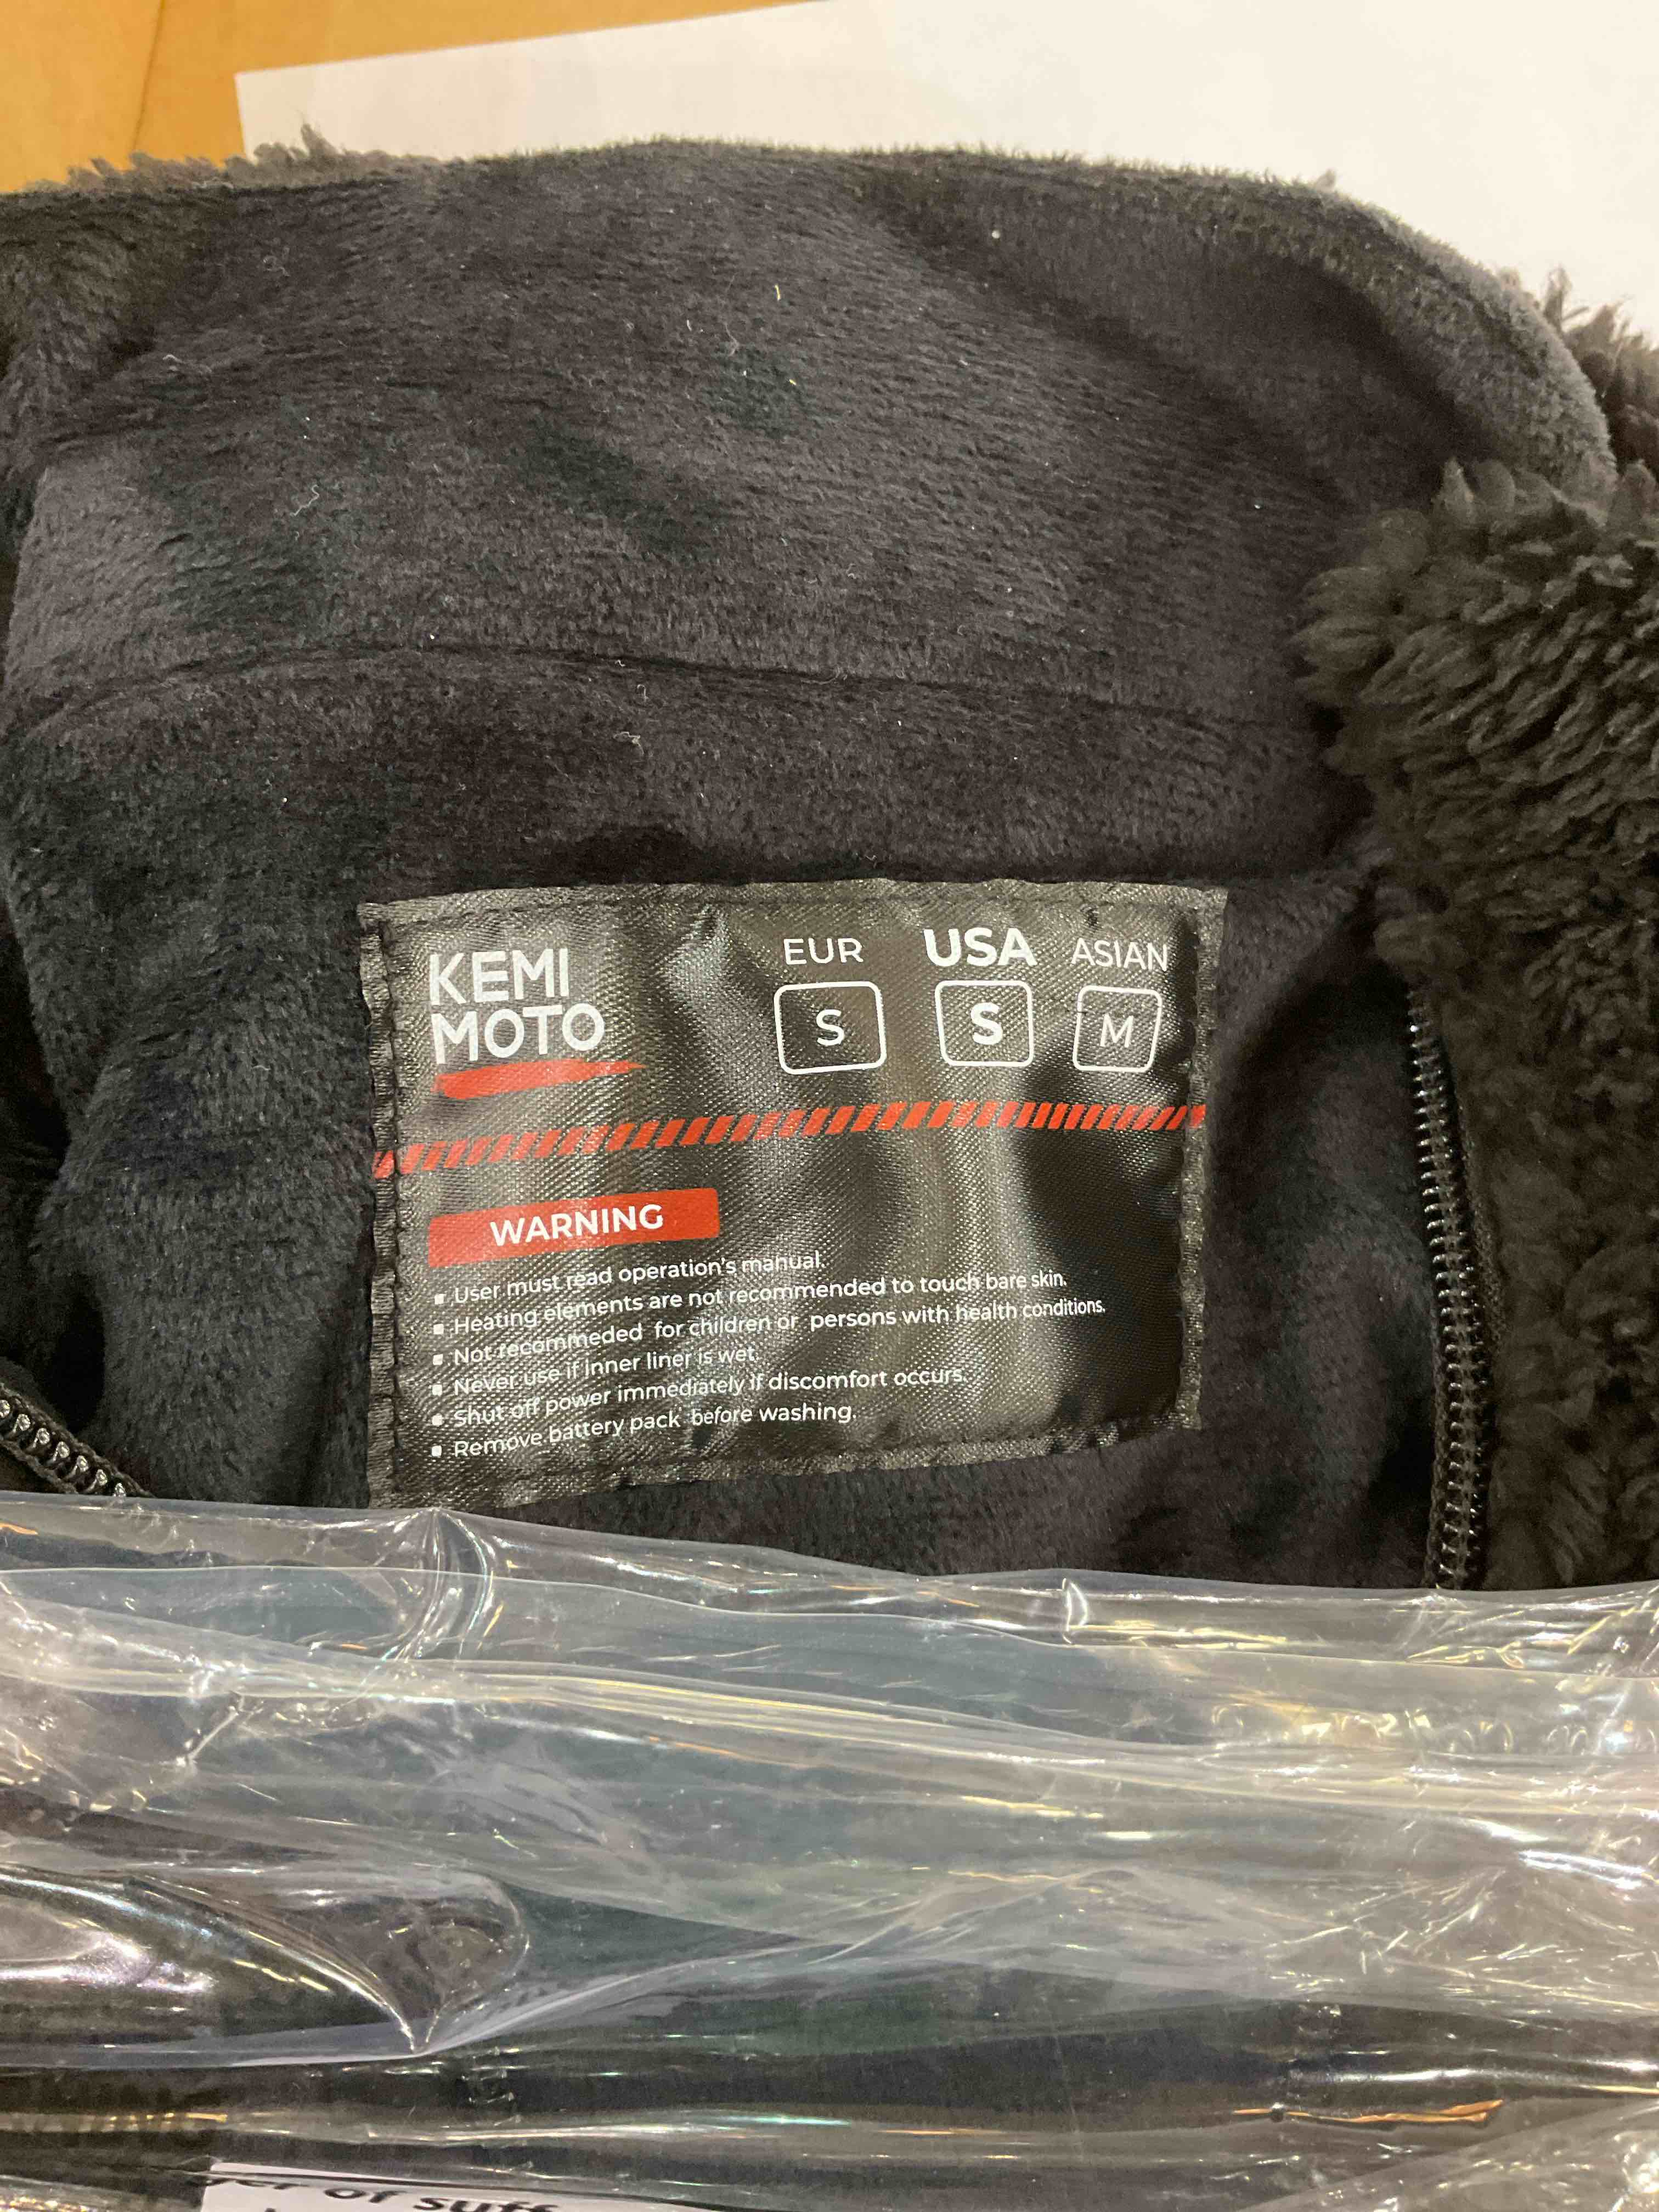 KEMI
MOTO
EUR USA ASIAN
S S M
WARNING
▪ User must read operation's manual.
▪ Heating elements are not recommended to touch bare skin.
▪ Not recommeded for children or persons with health conditions.
▪ Never use if inner liner is wet.
▪ Shut off power immediately if discomfort occurs.
▪ Remove battery pack before washing.
of suff